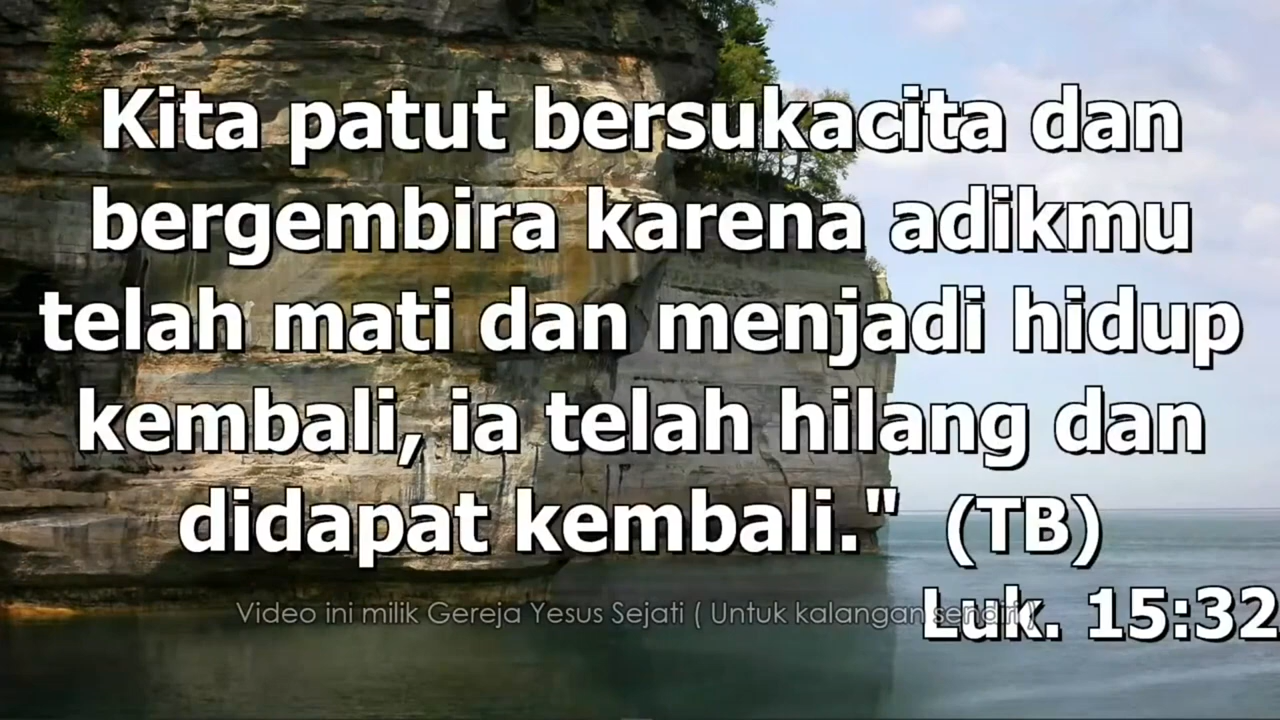 Kita patut bersukacita dan
bergembira karena adikmu
telah mati dan menjadi hidup
kembali, ia telah hilang dan
didapat kembali." (TB)
Luk. 15:32
Video ini milik Gereja Yesus Sejati ( Untuk kalangan sendiri )